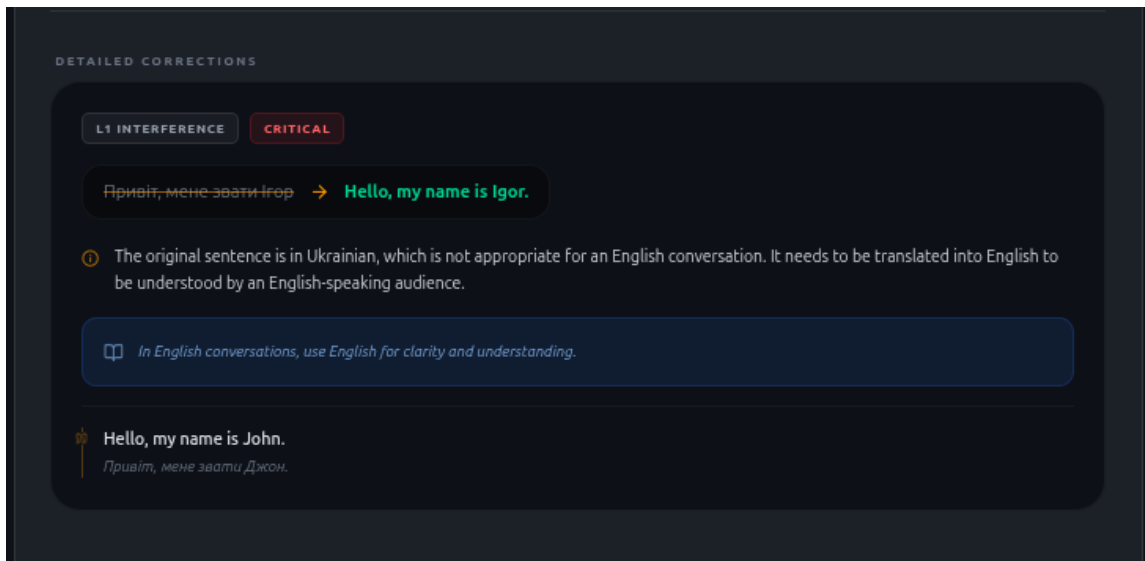 DETAILED CORRECTIONS
L1 INTERFERENCE CRITICAL
Привіт, мене звати Ігор → Hello, my name is Igor.
The original sentence is in Ukrainian, which is not appropriate for an English conversation. It needs to be translated into English to
be understood by an English-speaking audience.
In English conversations, use English for clarity and understanding.
Hello, my name is John.
Привіт, мене звати Джон.